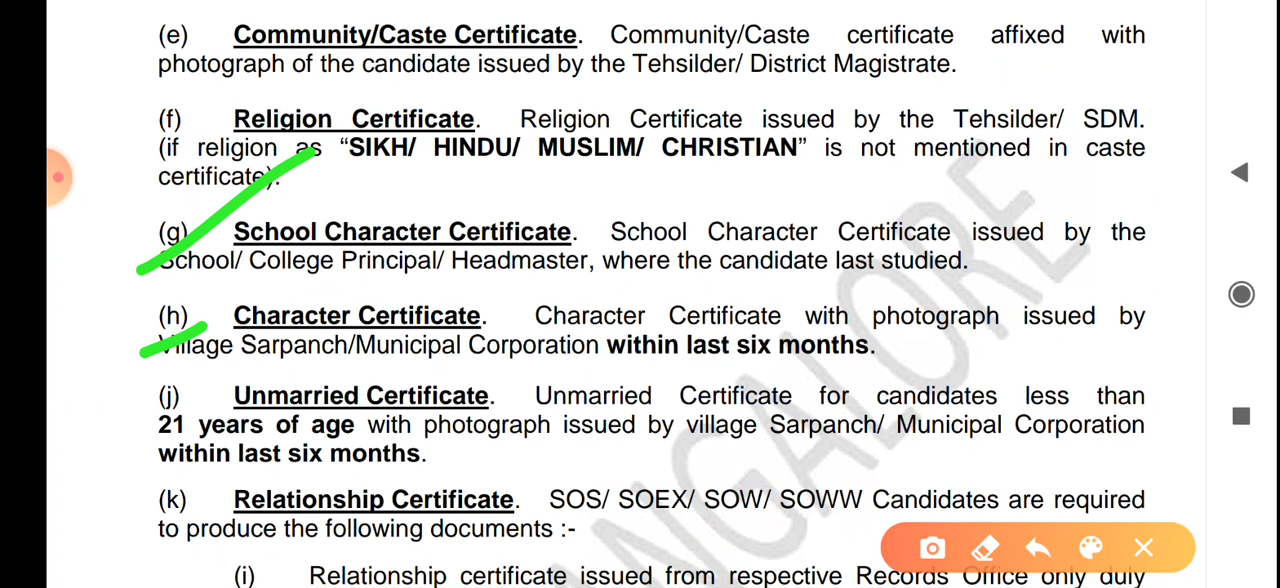 (e) Community/Caste Certificate. Community/Caste certificate affixed with
photograph of the candidate issued by the Tehsilder/ District Magistrate.
(f) Religion Certificate. Religion Certificate issued by the Tehsilder/ SDM.
(if religion as “SIKH/ HINDU/ MUSLIM/ CHRISTIAN” is not mentioned in caste
certificate).
(g) School Character Certificate. School Character Certificate issued by the
School/ College Principal/ Headmaster, where the candidate last studied.
(h) Character Certificate. Character Certificate with photograph issued by
Village Sarpanch/Municipal Corporation within last six months.
(j) Unmarried Certificate. Unmarried Certificate for candidates less than
21 years of age with photograph issued by village Sarpanch/ Municipal Corporation
within last six months.
(k) Relationship Certificate. SOS/ SOEX/ SOW/ SOWW Candidates are required
to produce the following documents :-
(i) Relationship certificate issued from respective Records Office only duly
NGALORE